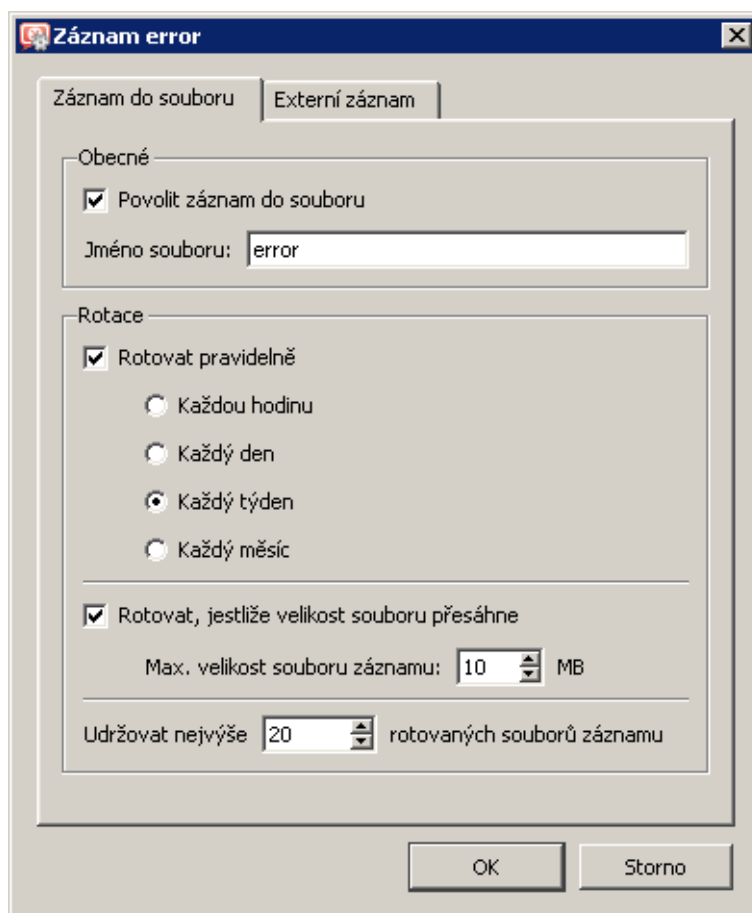 Záznam error
Záznam do souboru
Externí záznam
Obecné
Povolit záznam do souboru
Jméno souboru: error
Rotace
Rotovat pravidelně
Každou hodinu
Každý den
Každý týden
Každý měsíc
Rotovat, jestliže velikost souboru přesáhne
Max. velikost souboru záznamu: 10 MB
Udržovat nejvýše 20 rotovaných souborů záznamu
OK
Storno